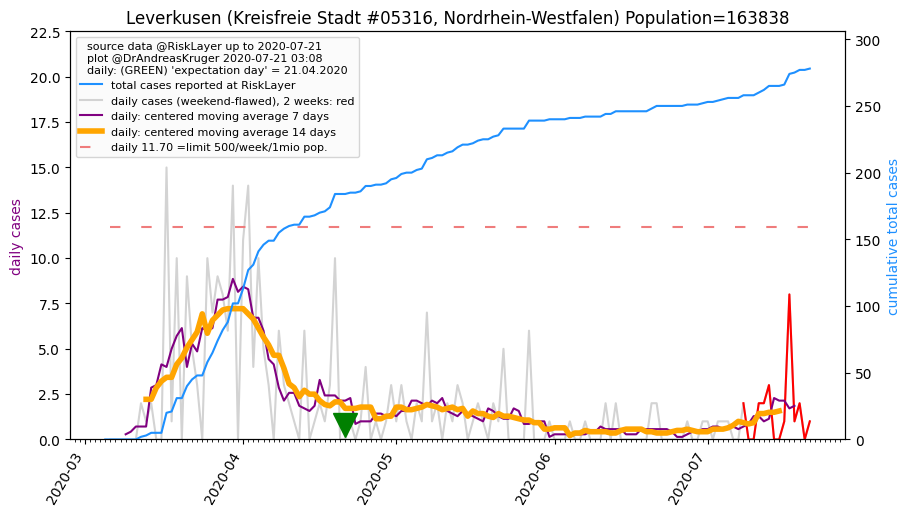 Leverkusen (Kreisfreie Stadt #05316, Nordrhein-Westfalen) Population=163838
source data @RiskLayer up to 2020-07-21
plot @DrAndreasKruger 2020-07-21 03:08
daily: (GREEN) 'expectation day' = 21.04.2020
total cases reported at RiskLayer
daily cases (weekend-flawed), 2 weeks: red
daily: centered moving average 7 days
daily: centered moving average 14 days
daily 11.70 =limit 500/week/1mio pop.
daily cases
22.5
20.0
17.5
15.0
12.5
10.0
7.5
5.0
2.5
0.0
cumulative total cases
300
250
200
150
100
50
0
2020-03
2020-04
2020-05
2020-06
2020-07